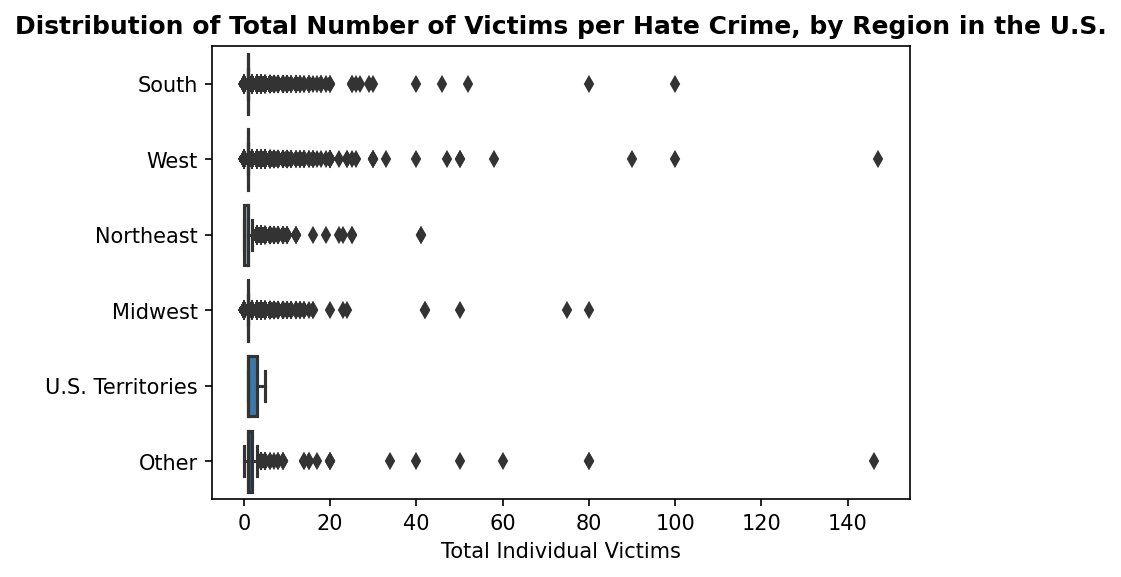 Distribution of Total Number of Victims per Hate Crime, by Region in the U.S.
South
West
Northeast
Midwest
U.S. Territories
Other
0 20 40 60 80 100 120 140
Total Individual Victims